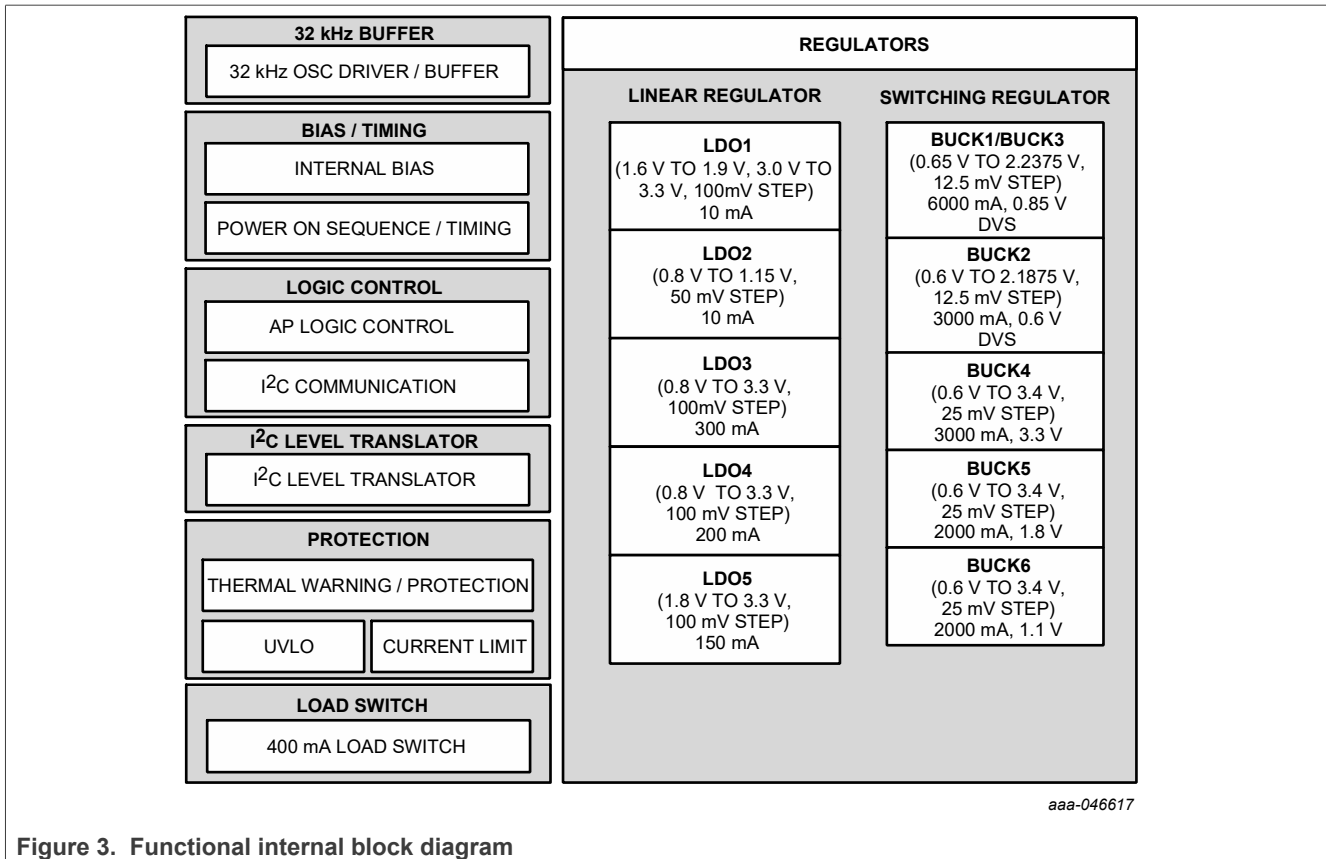 32 kHz BUFFER
32 kHz OSC DRIVER / BUFFER
BIAS / TIMING
INTERNAL BIAS
POWER ON SEQUENCE / TIMING
LOGIC CONTROL
AP LOGIC CONTROL
I2C COMMUNICATION
I2C LEVEL TRANSLATOR
I2C LEVEL TRANSLATOR
PROTECTION
THERMAL WARNING / PROTECTION
UVLO
CURRENT LIMIT
LOAD SWITCH
400 mA LOAD SWITCH
REGULATORS
LINEAR REGULATOR
LDO1
(1.6 V TO 1.9 V, 3.0 V TO
3.3 V, 100mV STEP)
10 mA
LDO2
(0.8 V TO 1.15 V,
50 mV STEP)
10 mA
LDO3
(0.8 V TO 3.3 V,
100mV STEP)
300 mA
LDO4
(0.8 V TO 3.3 V,
100 mV STEP)
200 mA
LDO5
(1.8 V TO 3.3 V,
100 mV STEP)
150 mA
SWITCHING REGULATOR
BUCK1/BUCK3
(0.65 V TO 2.2375 V,
12.5 mV STEP)
6000 mA, 0.85 V
DVS
BUCK2
(0.6 V TO 2.1875 V,
12.5 mV STEP)
3000 mA, 0.6 V
DVS
BUCK4
(0.6 V TO 3.4 V,
25 mV STEP)
3000 mA, 3.3 V
BUCK5
(0.6 V TO 3.4 V,
25 mV STEP)
2000 mA, 1.8 V
BUCK6
(0.6 V TO 3.4 V,
25 mV STEP)
2000 mA, 1.1 V
aaa-046617
Figure 3. Functional internal block diagram